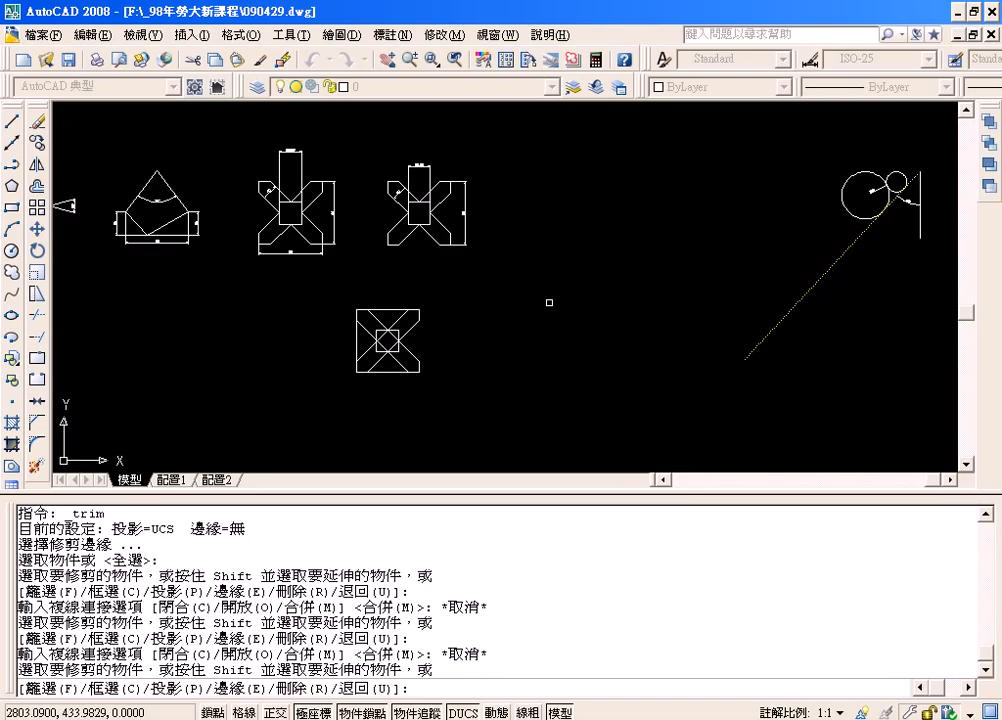 AutoCAD 2008 - [F:\_98年勞大新課程\090429.dwg]
檔案(F) 編輯(E) 檢視(V) 插入(I) 格式(O) 工具(T) 繪圖(D) 標註(N) 修改(M) 視窗(W) 說明(H) 鍵入問題以尋求幫助
Standard ISO-25 Standa
AutoCAD 典型 0 ByLayer ByLayer
Y
X
模型 配置1 配置2
指令: _trim
目前的設定: 投影=UCS 邊緣=無
選擇修剪邊緣 ...
選取物件或 <全選>:
選取要修剪的物件，或按住 Shift 並選取要延伸的物件，或
[籬選(F)/框選(C)/投影(P)/邊緣(E)/刪除(R)/退回(U)]:
輸入複線連接選項 [閉合(C)/開放(O)/合併(M)] <合併(M)>: *取消*
選取要修剪的物件，或按住 Shift 並選取要延伸的物件，或
[籬選(F)/框選(C)/投影(P)/邊緣(E)/刪除(R)/退回(U)]:
輸入複線連接選項 [閉合(C)/開放(O)/合併(M)] <合併(M)>: *取消*
選取要修剪的物件，或按住 Shift 並選取要延伸的物件，或
[籬選(F)/框選(C)/投影(P)/邊緣(E)/刪除(R)/退回(U)]:
2803.0900, 433.9829, 0.0000 鎖點 格線 正交 極座標 物件鎖點 物件追蹤 DUCS 動態 線粗 模型 註解比例: 1:1